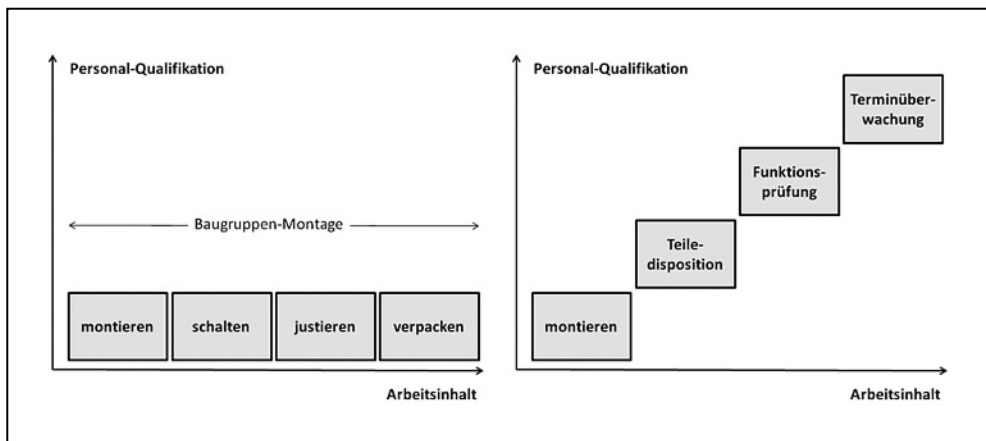 Personal-Qualifikation
Baugruppen-Montage
montieren
schalten
justieren
verpacken
Arbeitsinhalt
Personal-Qualifikation
Terminüber-
wachung
Funktions-
prüfung
Teile-
disposition
montieren
Arbeitsinhalt